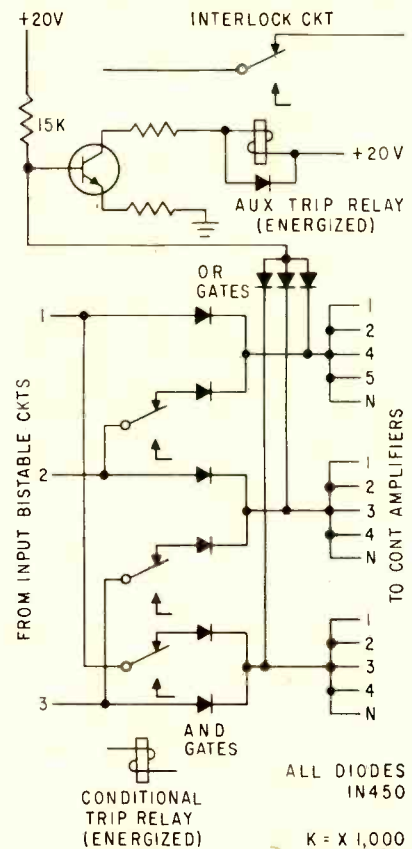 +20V
INTERLOCK CKT
15K
+20V
AUX TRIP RELAY
(ENERGIZED)
OR
GATES
1
2
3
FROM INPUT BISTABLE CKTS
1
2
4
5
N
1
2
3
4
N
1
2
3
4
N
TO CONT AMPLIFIERS
AND
GATES
CONDITIONAL
TRIP RELAY
(ENERGIZED)
ALL DIODES
1N450
K = X 1,000